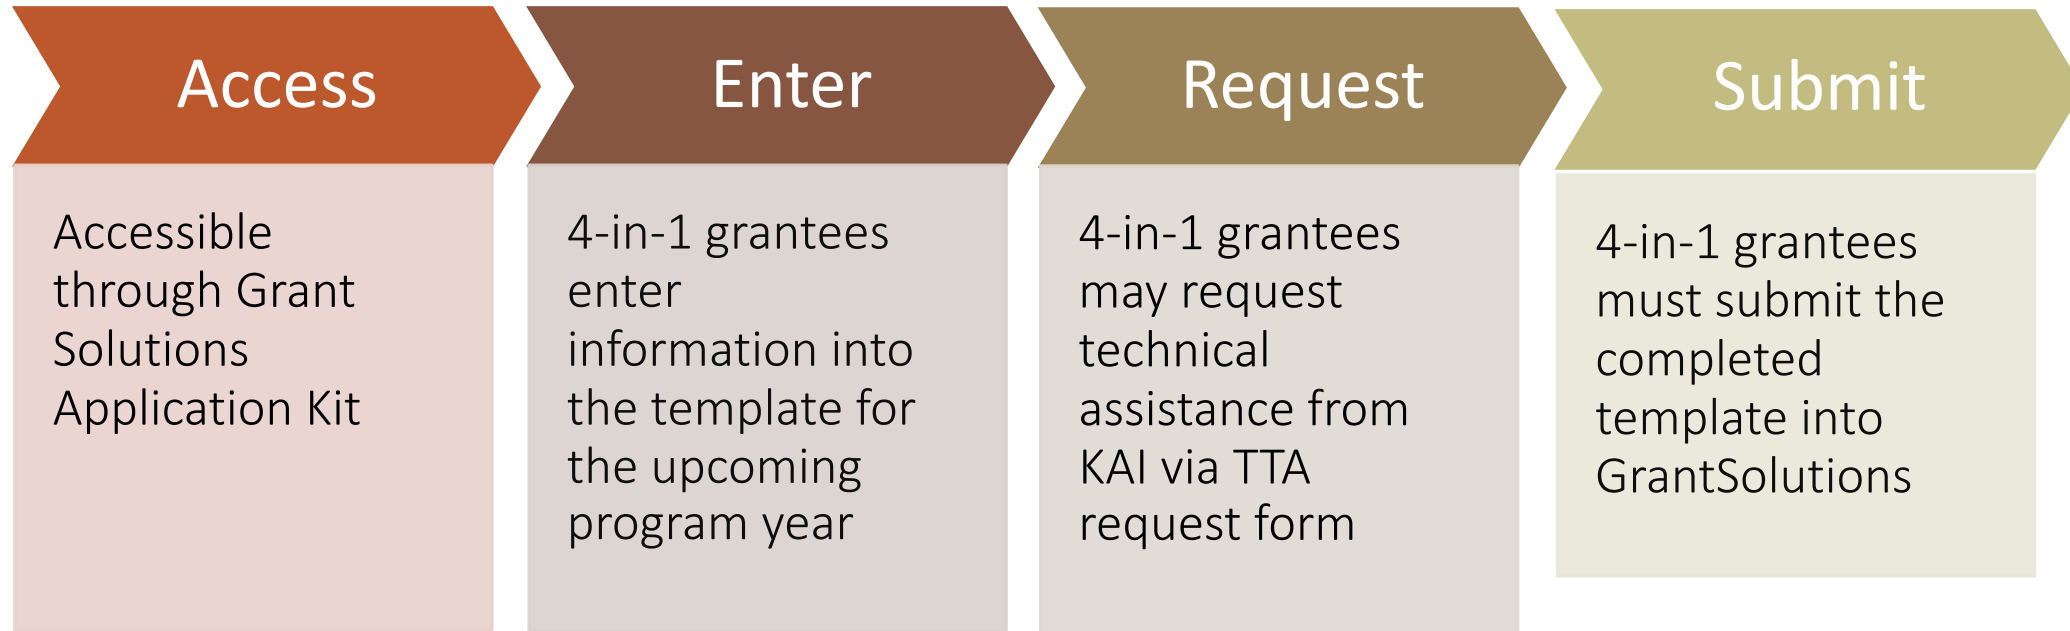 Access
Accessible
through Grant
Solutions
Application Kit
Enter
4-in-1 grantees
enter
information into
the template for
the upcoming
program year
Request
4-in-1 grantees
may request
technical
assistance from
KAI via TTA
request form
Submit
4-in-1 grantees
must submit the
completed
template into
GrantSolutions